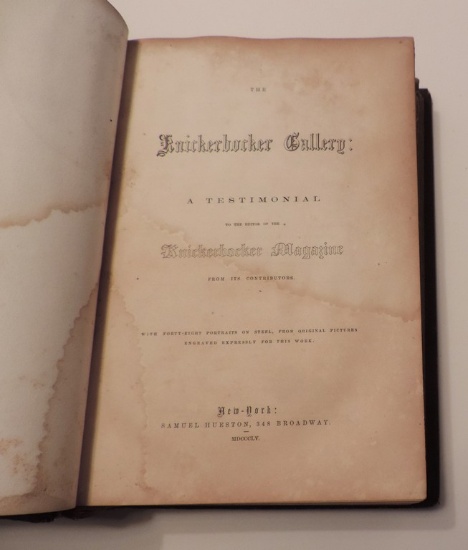 THE
Knickerbocker Gallery:
A TESTIMONIAL
TO THE EDITOR OF THE
Knickerbocker Magazine
FROM ITS CONTRIBUTORS.
WITH FORTY-EIGHT PORTRAITS ON STEEL, FROM ORIGINAL PICTURES
ENGRAVED EXPRESSLY FOR THIS WORK.
New-York:
SAMUEL HUESTON, 348 BROADWAY
MDCCCLV.